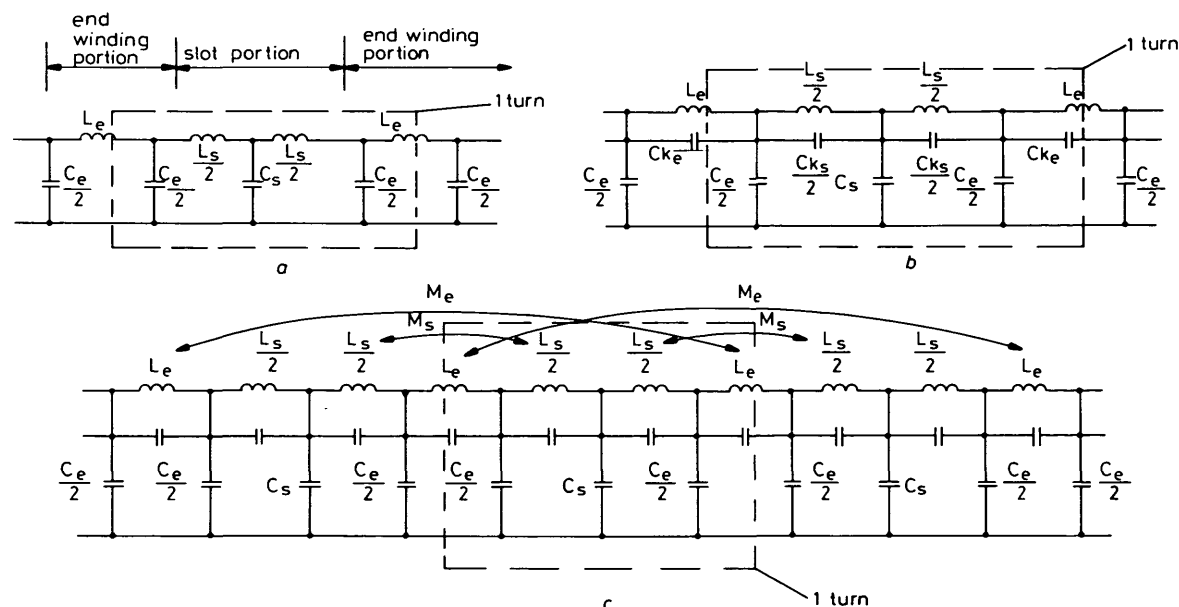 end
winding
portion
slot portion
end winding
portion
1 turn
L_e
L_e
L_s/2
L_s/2
C_e/2
C_e/2
C_s
C_e/2
C_e/2
a
1 turn
L_s/2
L_s/2
L_e
L_e
Ck_e
Ck_s/2
Ck_s/2
Ck_e
C_e/2
C_e/2
C_s
C_e/2
C_e/2
b
M_e
M_e
M_s
M_s
L_s/2
L_s/2
L_s/2
L_s/2
L_s/2
L_s/2
L_e
L_e
L_e
L_e
C_e/2
C_e/2
C_s
C_e/2
C_e/2
C_s
C_e/2
C_e/2
C_s
C_e/2
C_e/2
1 turn
c